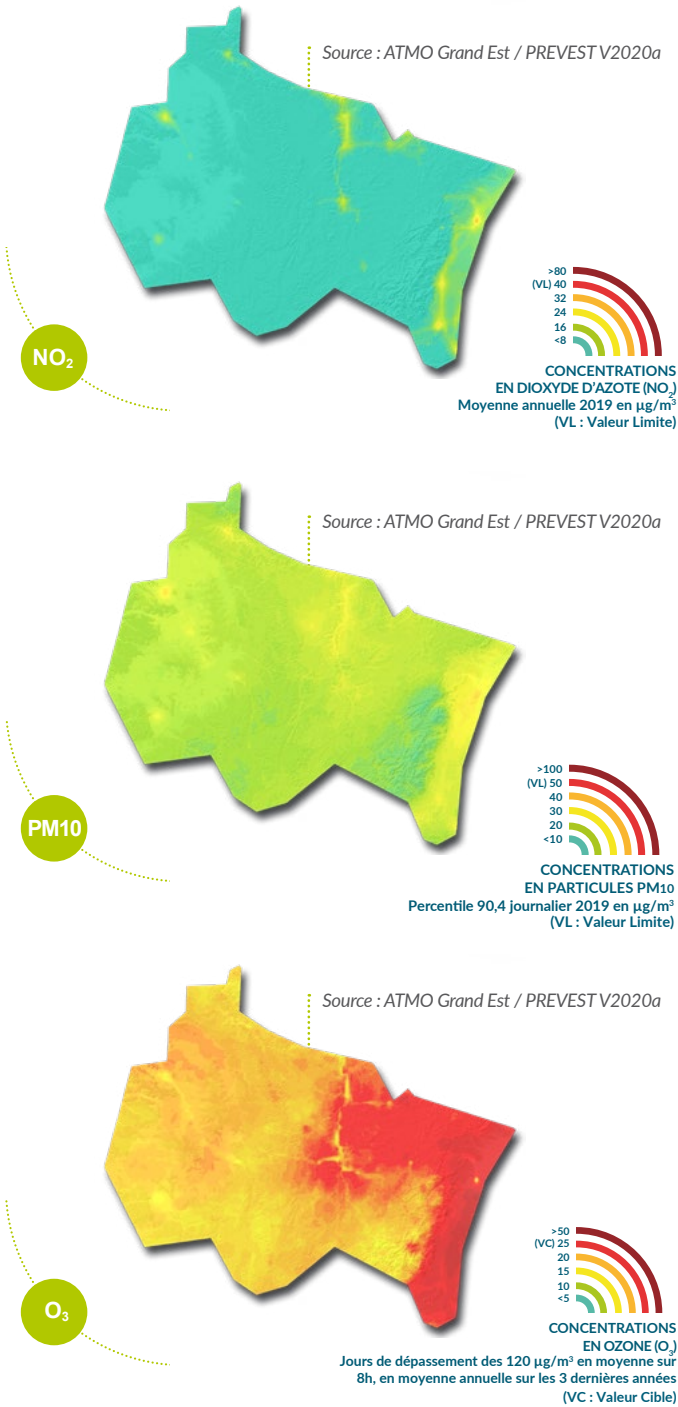 Source : ATMO Grand Est / PREVEST V2020a
NO₂
>80
(VL) 40
32
24
16
<8
CONCENTRATIONS
EN DIOXYDE D'AZOTE (NO₂)
Moyenne annuelle 2019 en µg/m³
(VL : Valeur Limite)
Source : ATMO Grand Est / PREVEST V2020a
PM10
>100
(VL) 50
40
30
20
<10
CONCENTRATIONS
EN PARTICULES PM10
Percentile 90,4 journalier 2019 en µg/m³
(VL : Valeur Limite)
Source : ATMO Grand Est / PREVEST V2020a
O₃
>50
(VC) 25
20
15
10
<5
CONCENTRATIONS
EN OZONE (O₃)
Jours de dépassement des 120 µg/m³ en moyenne sur
8h, en moyenne annuelle sur les 3 dernières années
(VC : Valeur Cible)